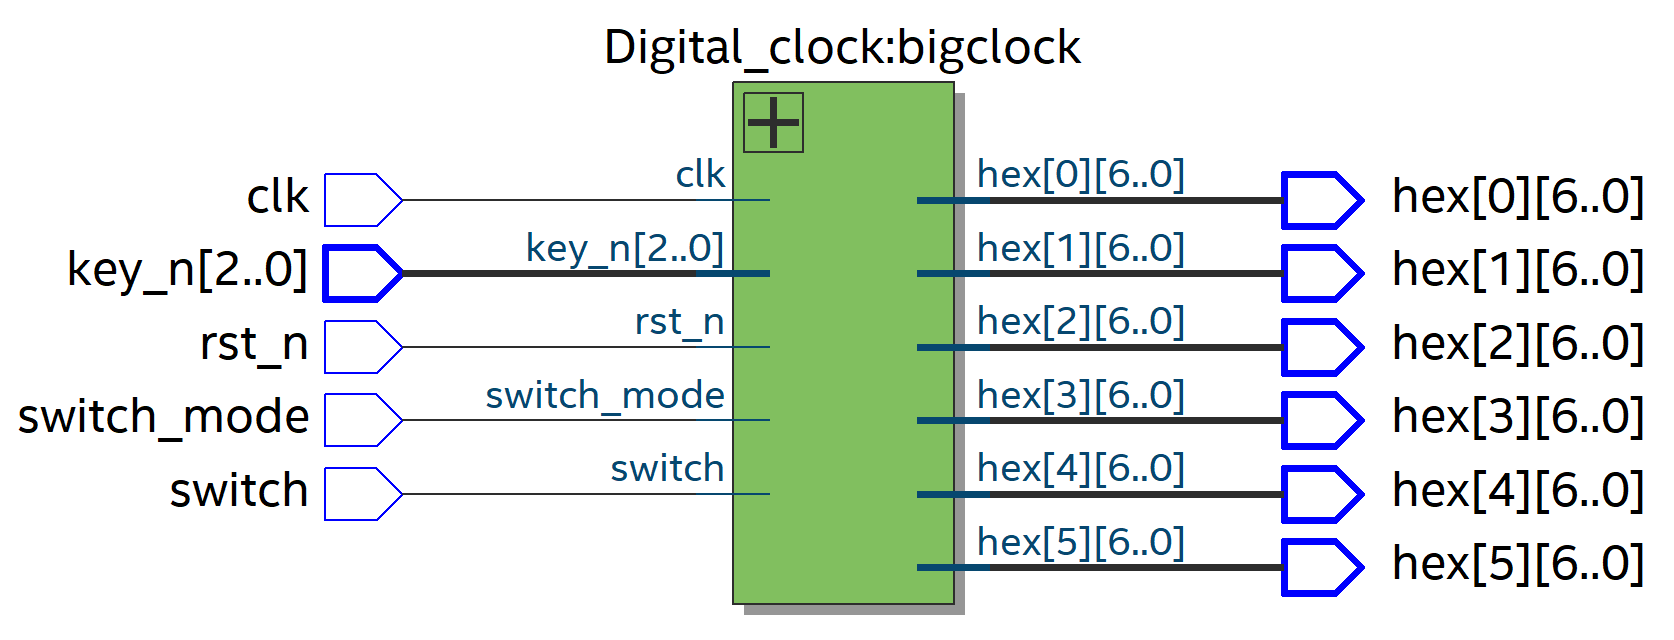 Digital_clock:bigclock
clk
key_n[2..0]
rst_n
switch_mode
switch
clk
key_n[2..0]
rst_n
switch_mode
switch
hex[0][6..0]
hex[1][6..0]
hex[2][6..0]
hex[3][6..0]
hex[4][6..0]
hex[5][6..0]
hex[0][6..0]
hex[1][6..0]
hex[2][6..0]
hex[3][6..0]
hex[4][6..0]
hex[5][6..0]